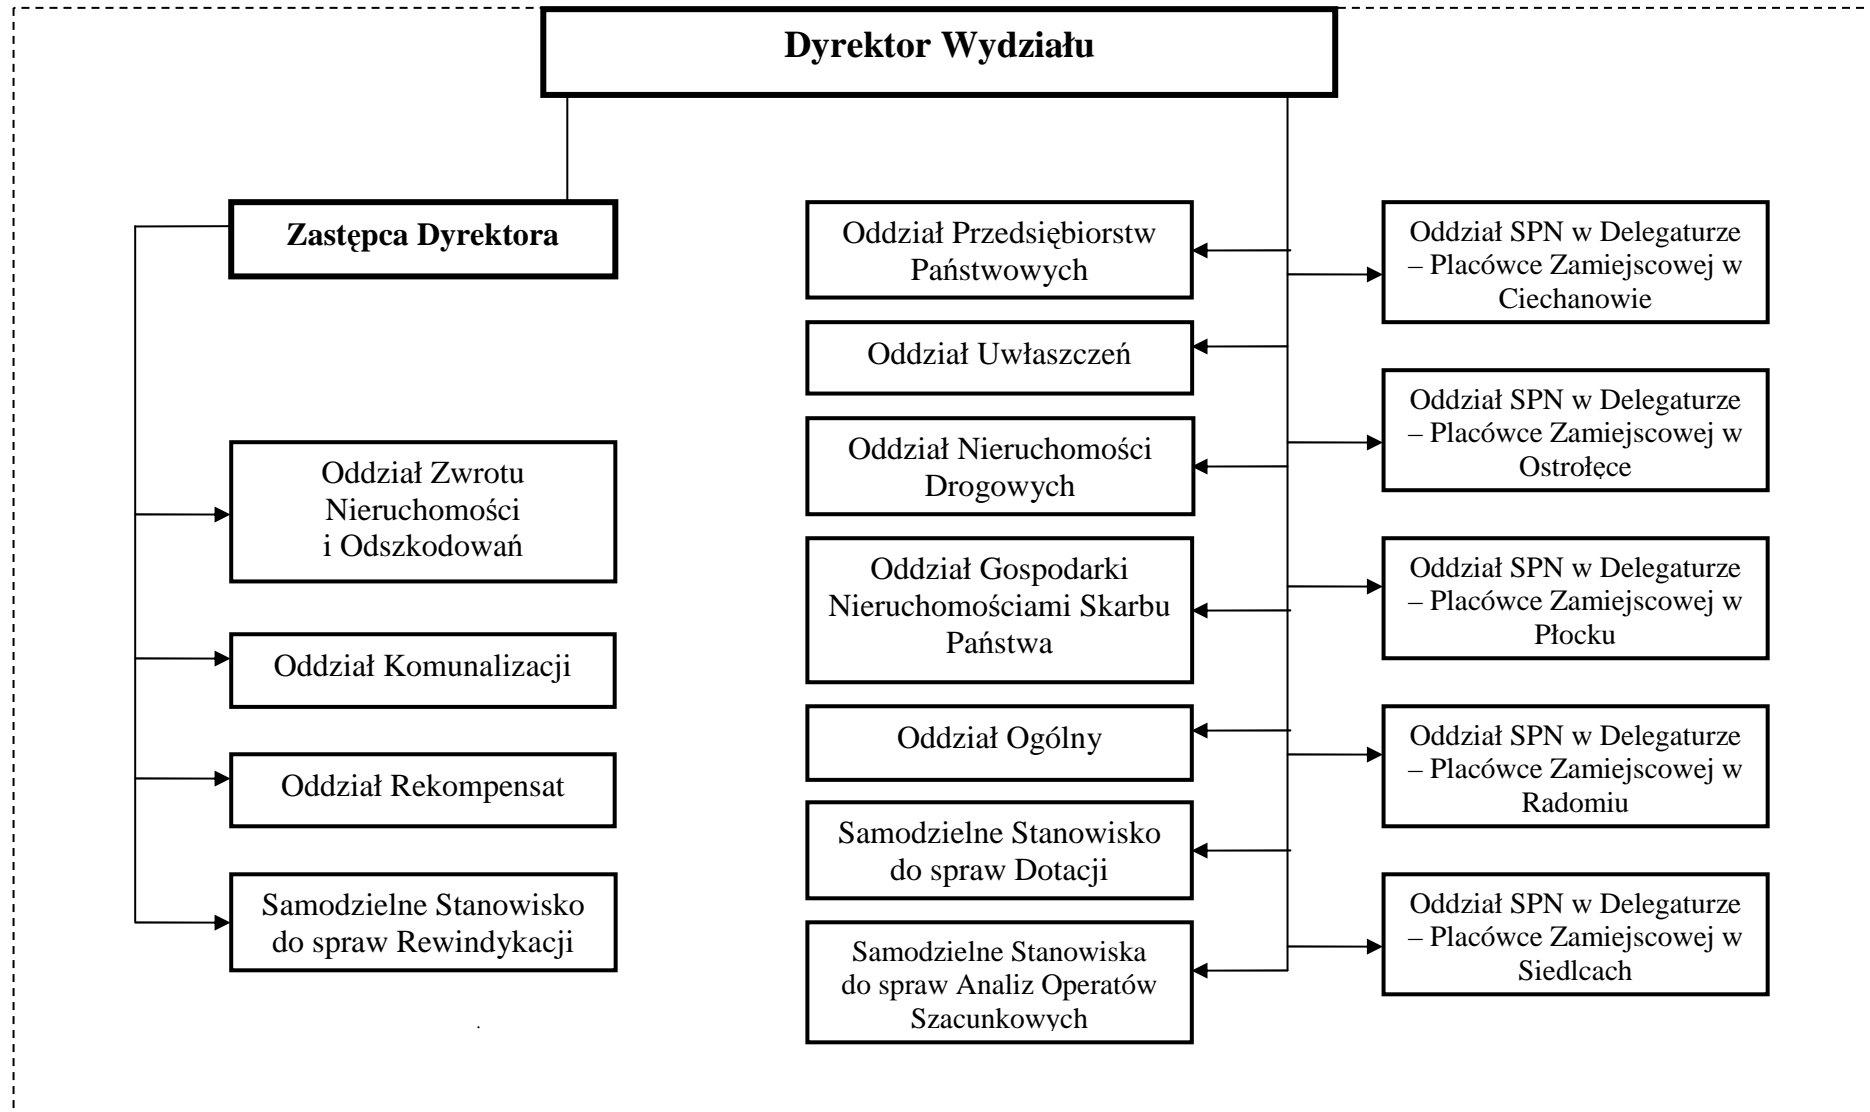 Dyrektor Wydziału
Zastępca Dyrektora
Oddział Zwrotu
Nieruchomości
i Odszkodowań
Oddział Komunalizacji
Oddział Rekompensat
Samodzielne Stanowisko
do spraw Rewindykacji
.
Oddział Przedsiębiorstw
Państwowych
Oddział Uwłaszczeń
Oddział Nieruchomości
Drogowych
Oddział Gospodarki
Nieruchomościami Skarbu
Państwa
Oddział Ogólny
Samodzielne Stanowisko
do spraw Dotacji
Samodzielne Stanowiska
do spraw Analiz Operatów
Szacunkowych
Oddział SPN w Delegaturze
– Placówce Zamiejscowej w
Ciechanowie
Oddział SPN w Delegaturze
– Placówce Zamiejscowej w
Ostrołęce
Oddział SPN w Delegaturze
– Placówce Zamiejscowej w
Płocku
Oddział SPN w Delegaturze
– Placówce Zamiejscowej w
Radomiu
Oddział SPN w Delegaturze
– Placówce Zamiejscowej w
Siedlcach